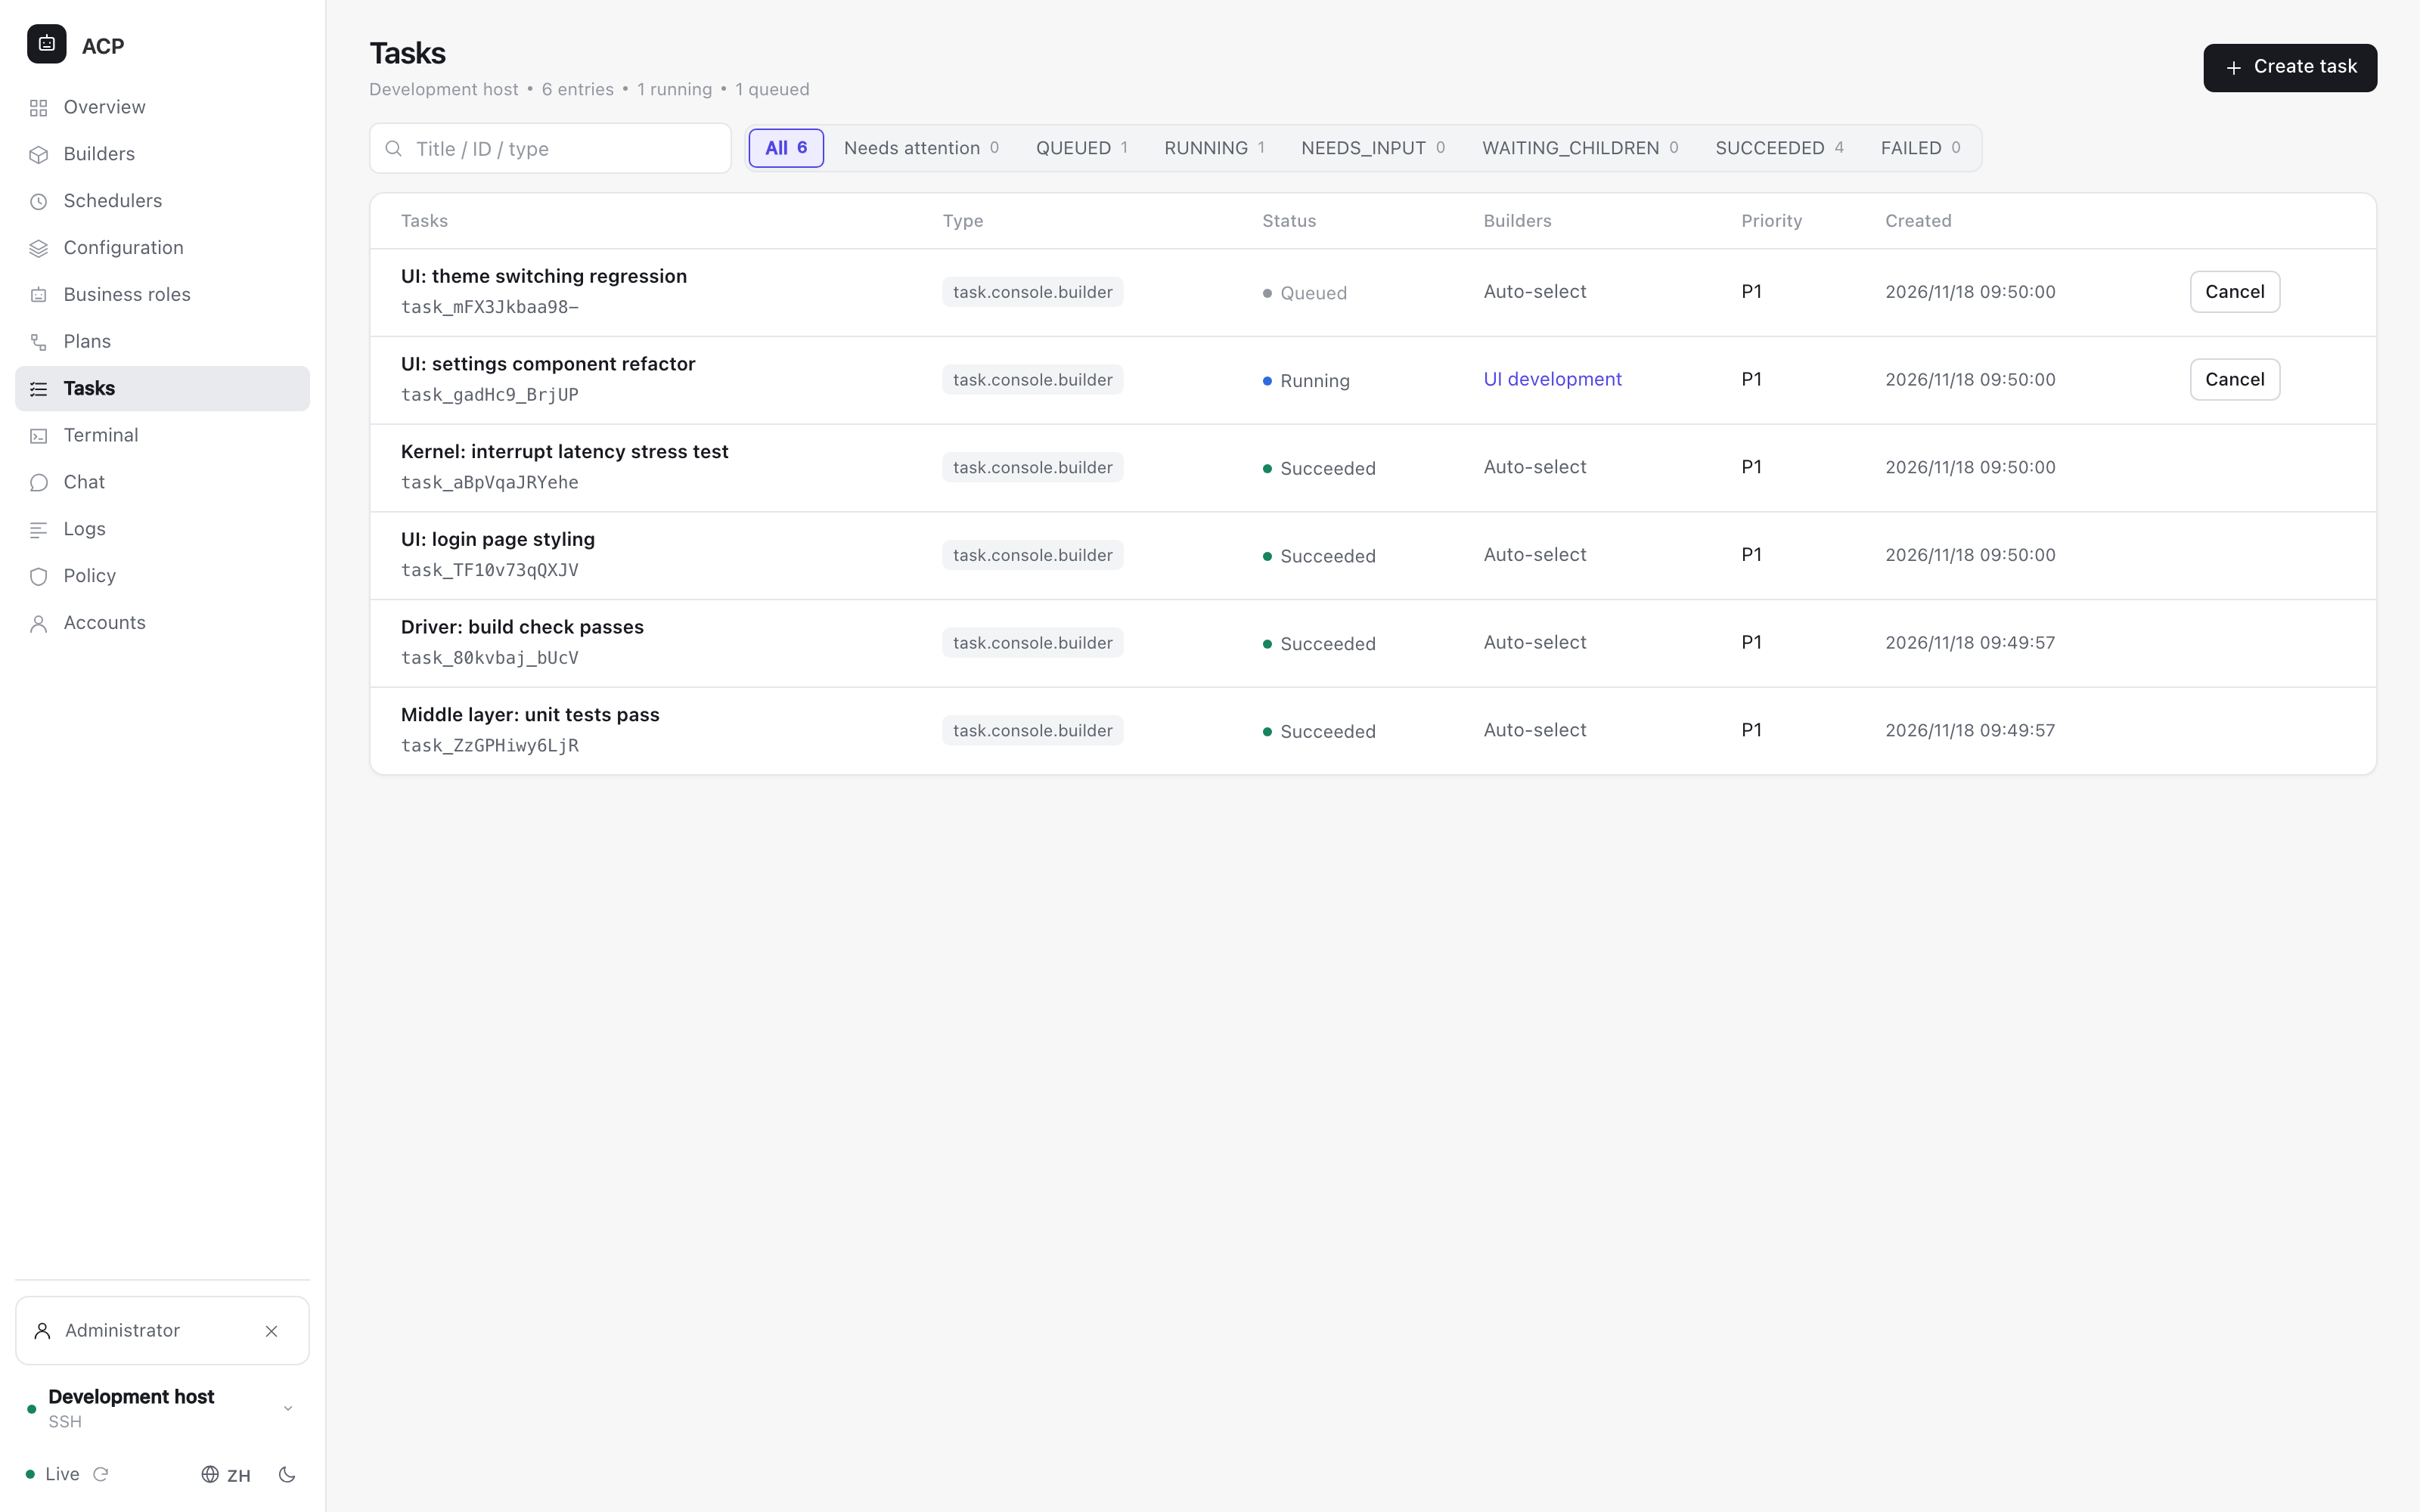 ACP
Overview
Builders
Schedulers
Configuration
Business roles
Plans
Tasks
Terminal
Chat
Logs
Policy
Accounts
Administrator
Development host
SSH
Live
ZH
Tasks
Development host • 6 entries • 1 running • 1 queued
Create task
Title / ID / type
All 6 Needs attention 0 QUEUED 1 RUNNING 1 NEEDS_INPUT 0 WAITING_CHILDREN 0 SUCCEEDED 4 FAILED 0
Tasks Type Status Builders Priority Created
UI: theme switching regression
task_mFX3Jkbaa98-
task.console.builder Queued Auto-select P1 2026/11/18 09:50:00 Cancel
UI: settings component refactor
task_gadHc9_BrjUP
task.console.builder Running UI development P1 2026/11/18 09:50:00 Cancel
Kernel: interrupt latency stress test
task_aBpVqaJRYehe
task.console.builder Succeeded Auto-select P1 2026/11/18 09:50:00
UI: login page styling
task_TF10v73qQXJV
task.console.builder Succeeded Auto-select P1 2026/11/18 09:50:00
Driver: build check passes
task_80kvbaj_bUcV
task.console.builder Succeeded Auto-select P1 2026/11/18 09:49:57
Middle layer: unit tests pass
task_ZzGPHiwy6LjR
task.console.builder Succeeded Auto-select P1 2026/11/18 09:49:57